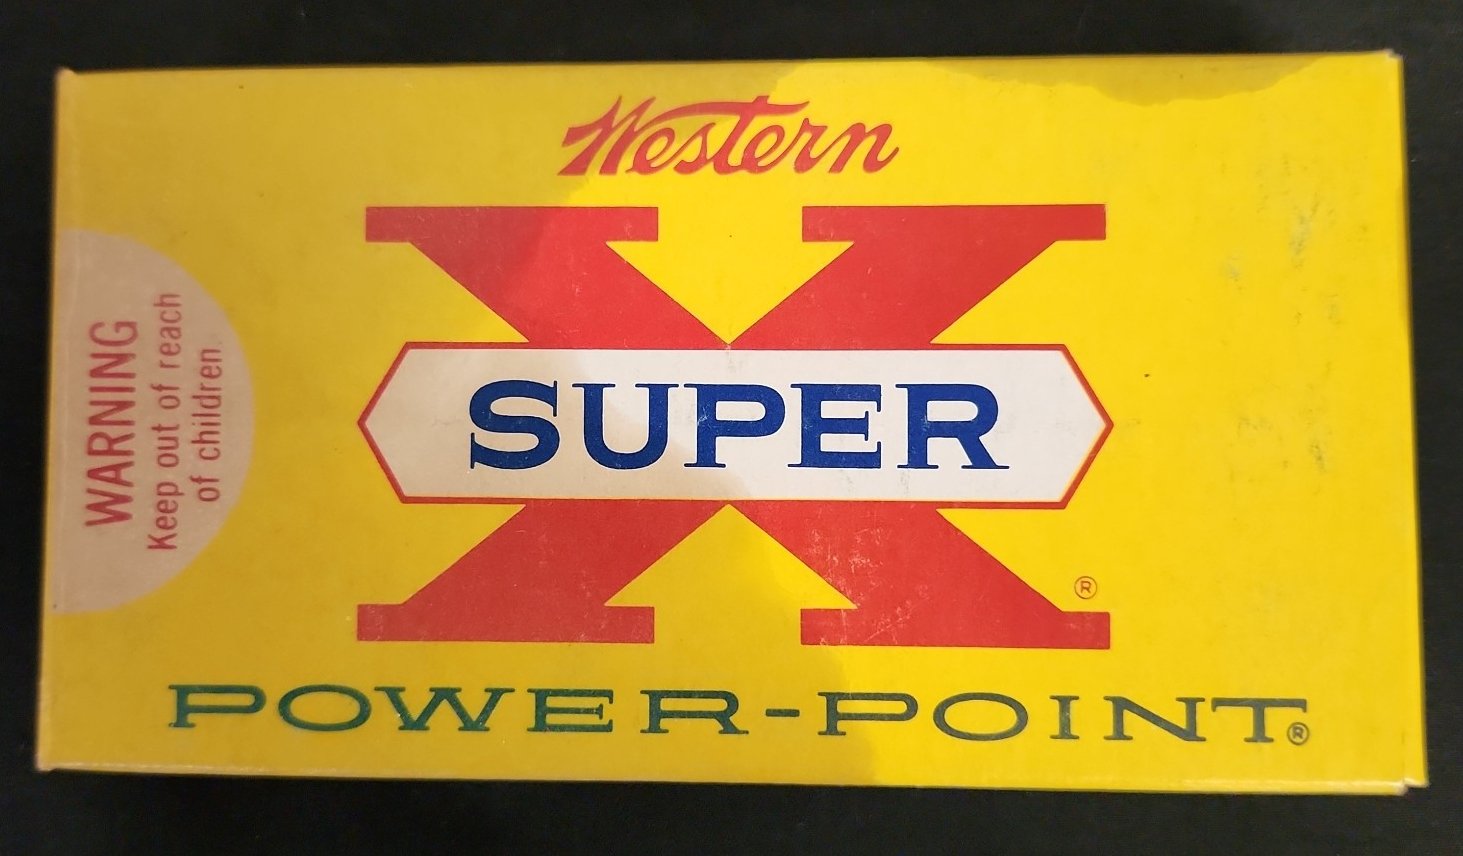 Western
X
SUPER
®
POWER-POINT®
WARNING
Keep out of reach
of children